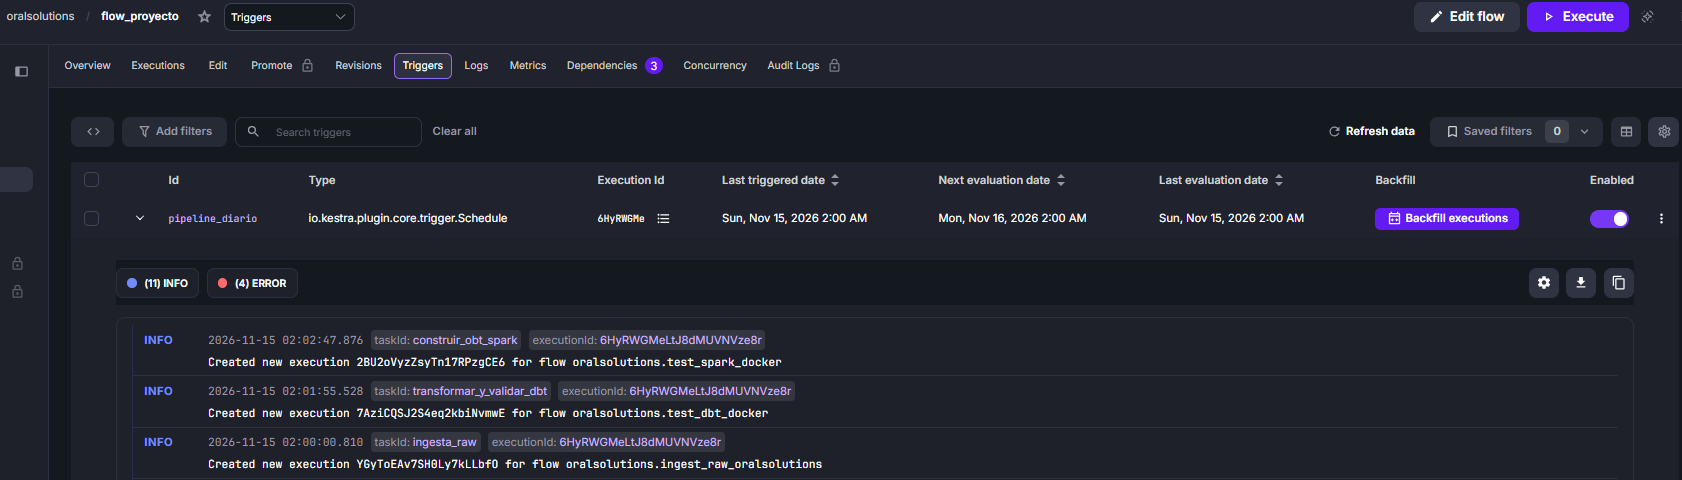 oralsolutions / flow_proyecto Triggers Edit flow Execute
Overview Executions Edit Promote Revisions Triggers Logs Metrics Dependencies 3 Concurrency Audit Logs
Add filters Search triggers Clear all Refresh data Saved filters 0
Id Type Execution Id Last triggered date Next evaluation date Last evaluation date Backfill Enabled
pipeline_diario io.kestra.plugin.core.trigger.Schedule 6HyRWGMe Sun, Nov 15, 2026 2:00 AM Mon, Nov 16, 2026 2:00 AM Sun, Nov 15, 2026 2:00 AM Backfill executions
(11) INFO (4) ERROR
INFO 2026-11-15 02:02:47.876 taskId: construir_obt_spark executionId: 6HyRWGMeLtJ8dMUVNVze8r
Created new execution 2BU2oVyzZsyTn17RPzgCE6 for flow oralsolutions.test_spark_docker
INFO 2026-11-15 02:01:55.528 taskId: transformar_y_validar_dbt executionId: 6HyRWGMeLtJ8dMUVNVze8r
Created new execution 7AziCQSJ2S4eq2kbiNvmwE for flow oralsolutions.test_dbt_docker
INFO 2026-11-15 02:00:00.810 taskId: ingesta_raw executionId: 6HyRWGMeLtJ8dMUVNVze8r
Created new execution YGyToEAv7SH0Ly7kLLbfO for flow oralsolutions.ingest_raw_oralsolutions